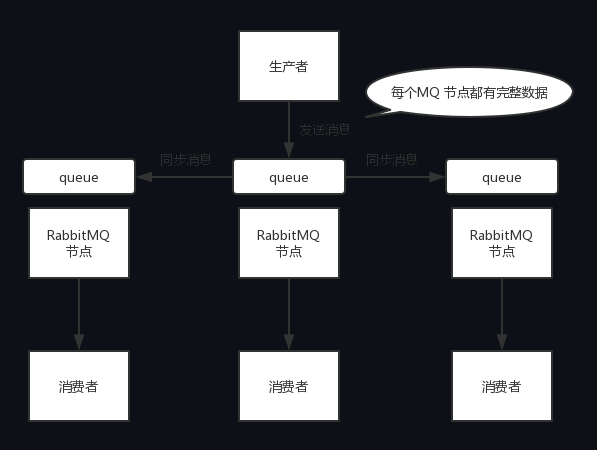 生产者
每个MQ 节点都有完整数据
发送消息
同步消息
同步消息
queue
queue
queue
RabbitMQ
节点
RabbitMQ
节点
RabbitMQ
节点
消费者
消费者
消费者